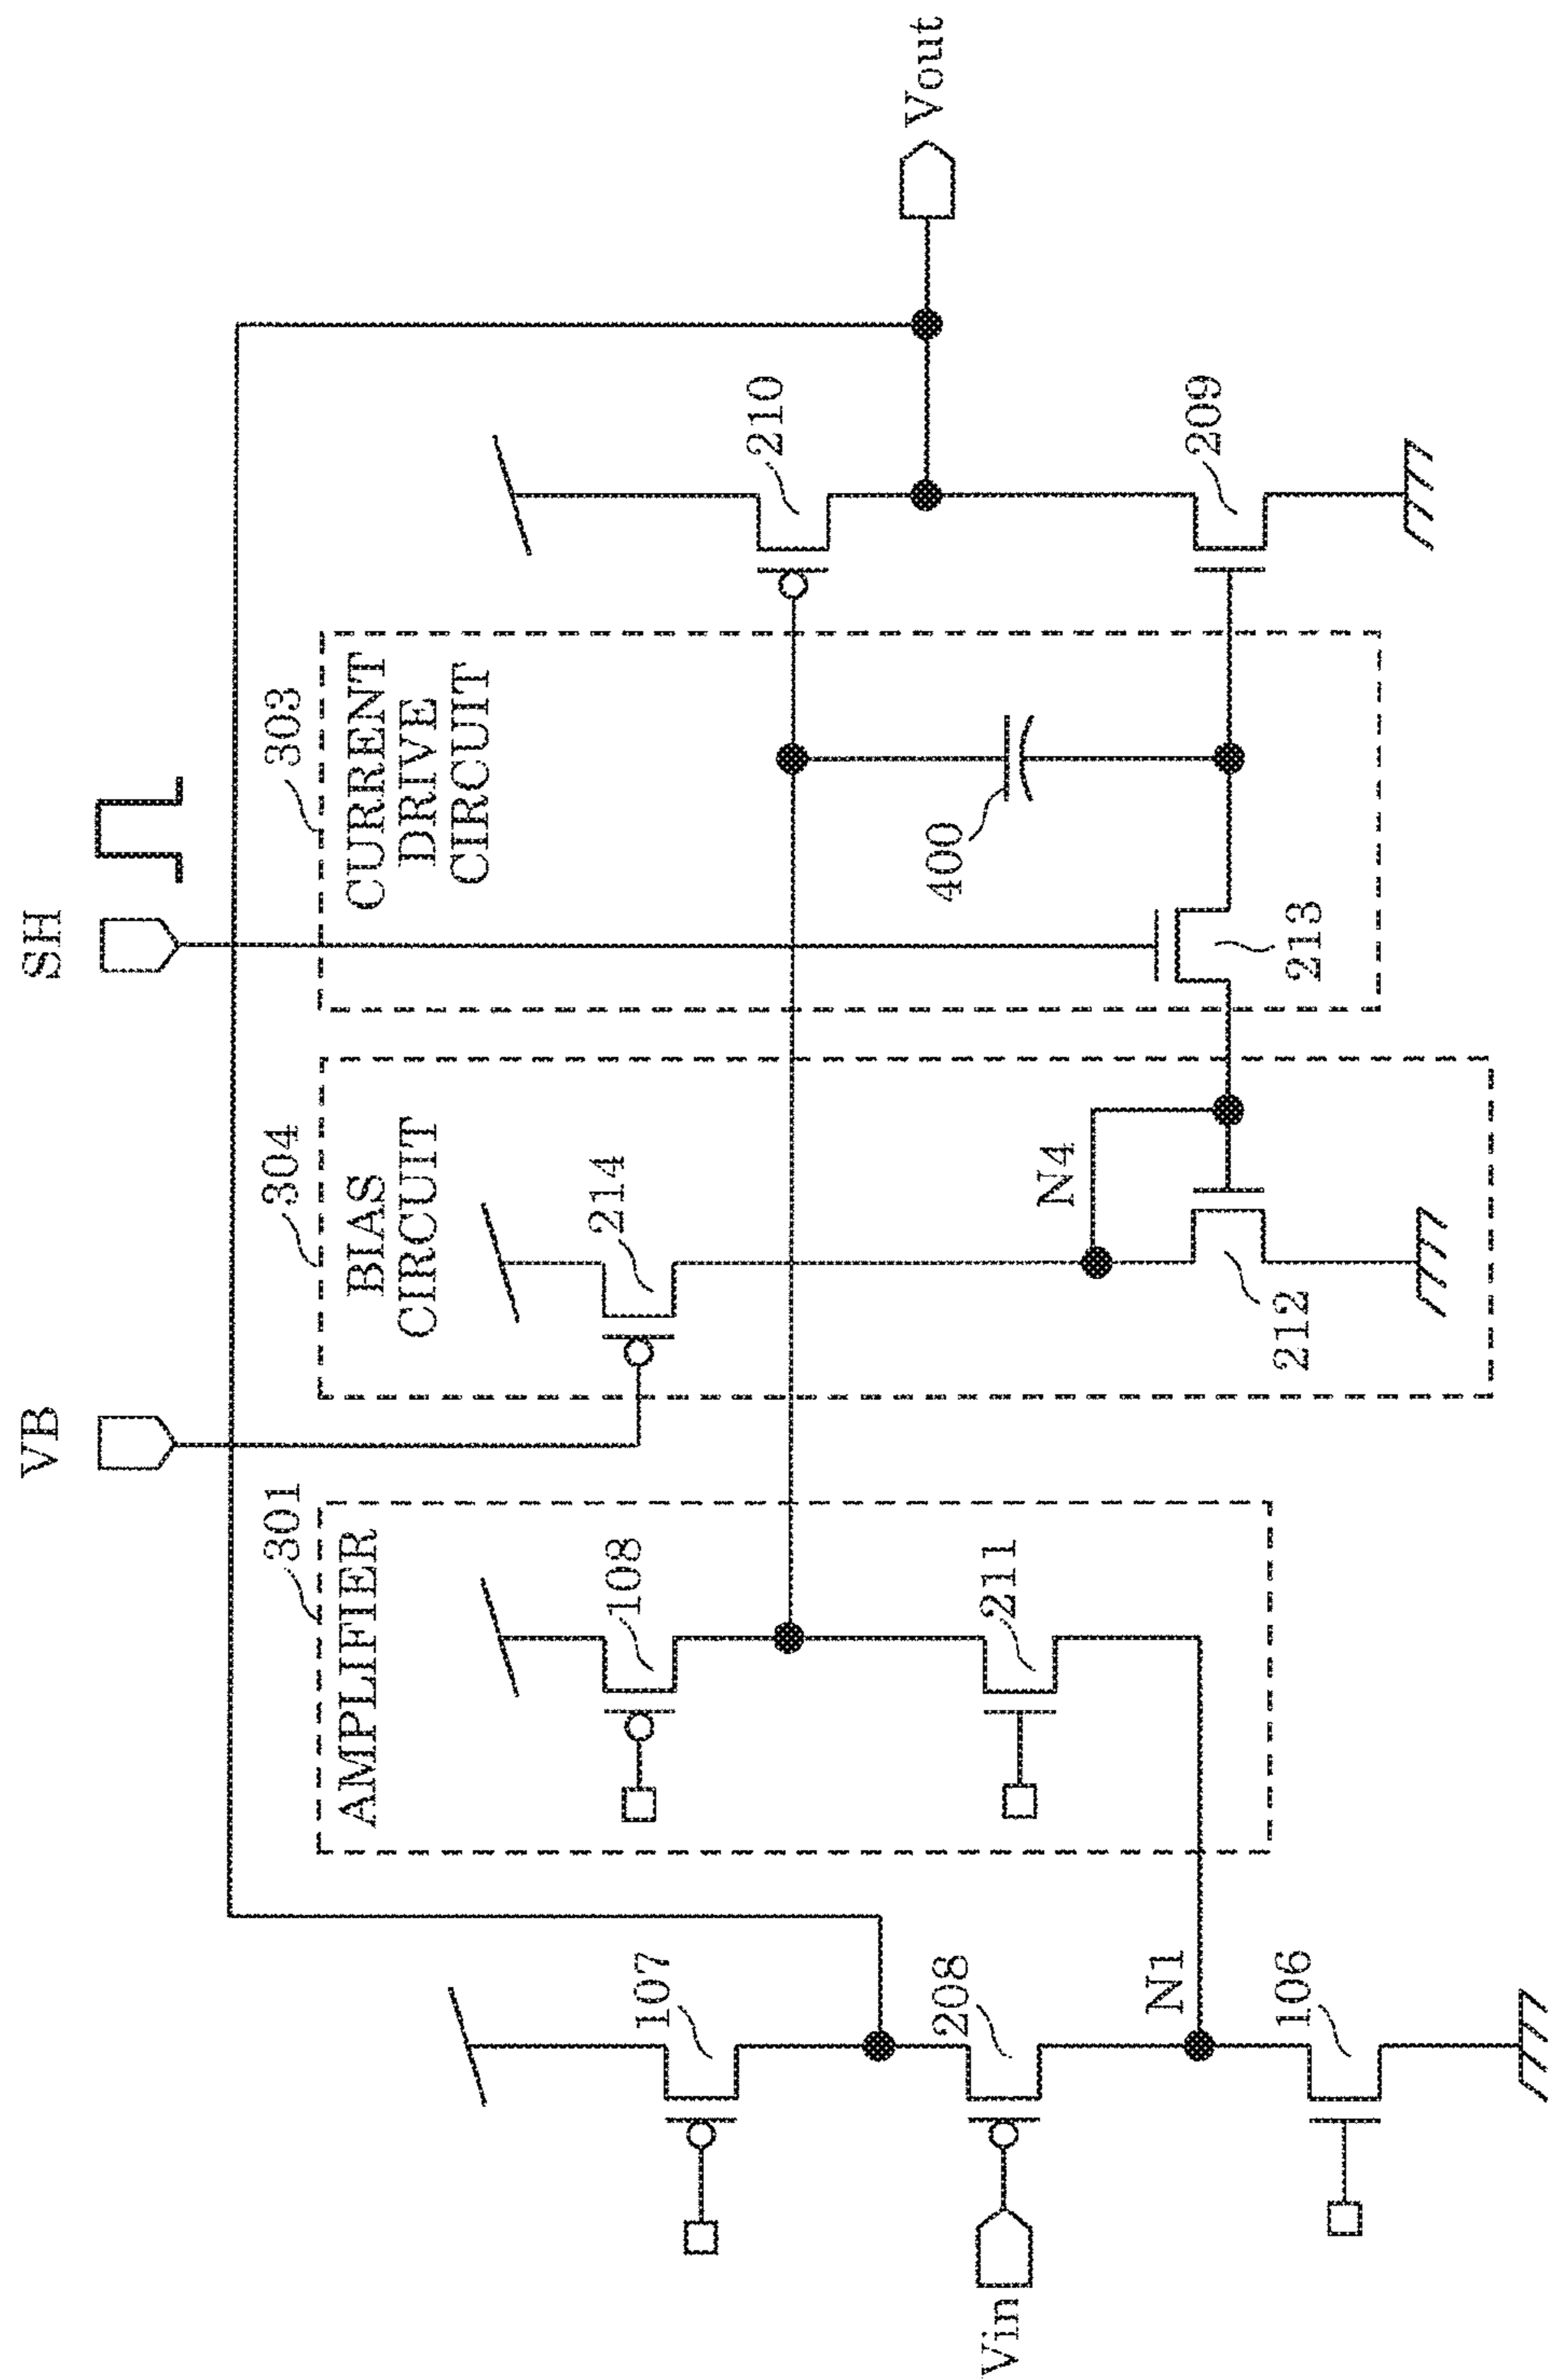 VB
SH
301
AMPLIFIER
304
BIAS
CIRCUIT
303
CURRENT
DRIVE
CIRCUIT
107
108
214
210
Vout
208
211
N4
400
Vin
N1
106
212
213
209